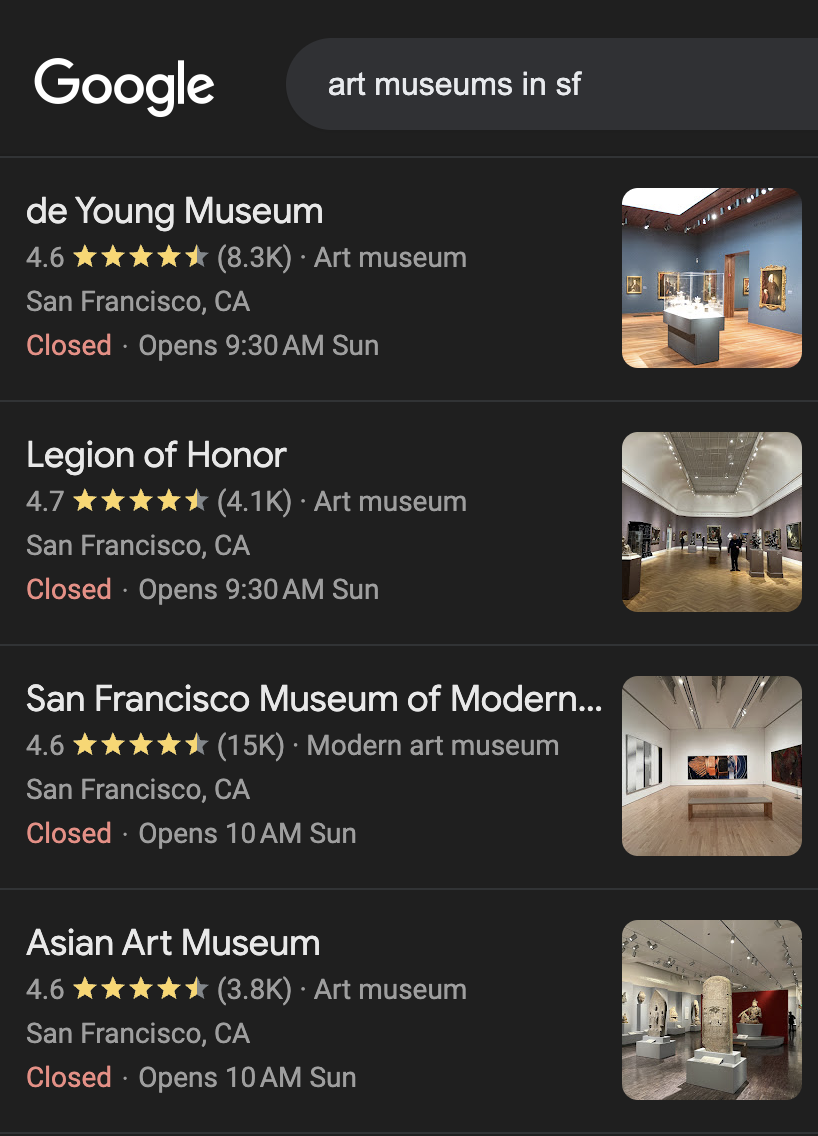 Google
art museums in sf
de Young Museum
4.6 (8.3K) · Art museum
San Francisco, CA
Closed · Opens 9:30 AM Sun
Legion of Honor
4.7 (4.1K) · Art museum
San Francisco, CA
Closed · Opens 9:30 AM Sun
San Francisco Museum of Modern...
4.6 (15K) · Modern art museum
San Francisco, CA
Closed · Opens 10 AM Sun
Asian Art Museum
4.6 (3.8K) · Art museum
San Francisco, CA
Closed · Opens 10 AM Sun